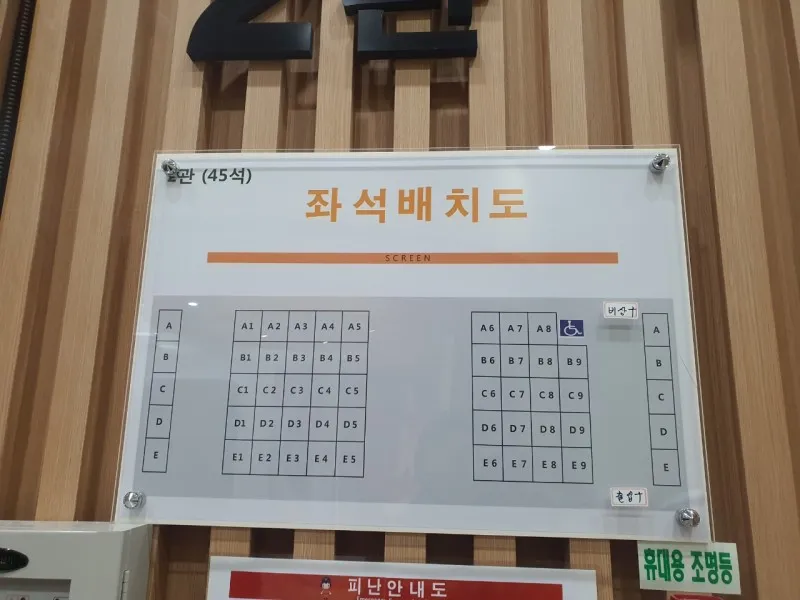 2관
2관 (45석)
좌석배치도
SCREEN
비상구
A A1 A2 A3 A4 A5 A6 A7 A8 A
B B1 B2 B3 B4 B5 B6 B7 B8 B9 B
C C1 C2 C3 C4 C5 C6 C7 C8 C9 C
D D1 D2 D3 D4 D5 D6 D7 D8 D9 D
E E1 E2 E3 E4 E5 E6 E7 E8 E9 E
출입구
휴대용 조명등
피난안내도